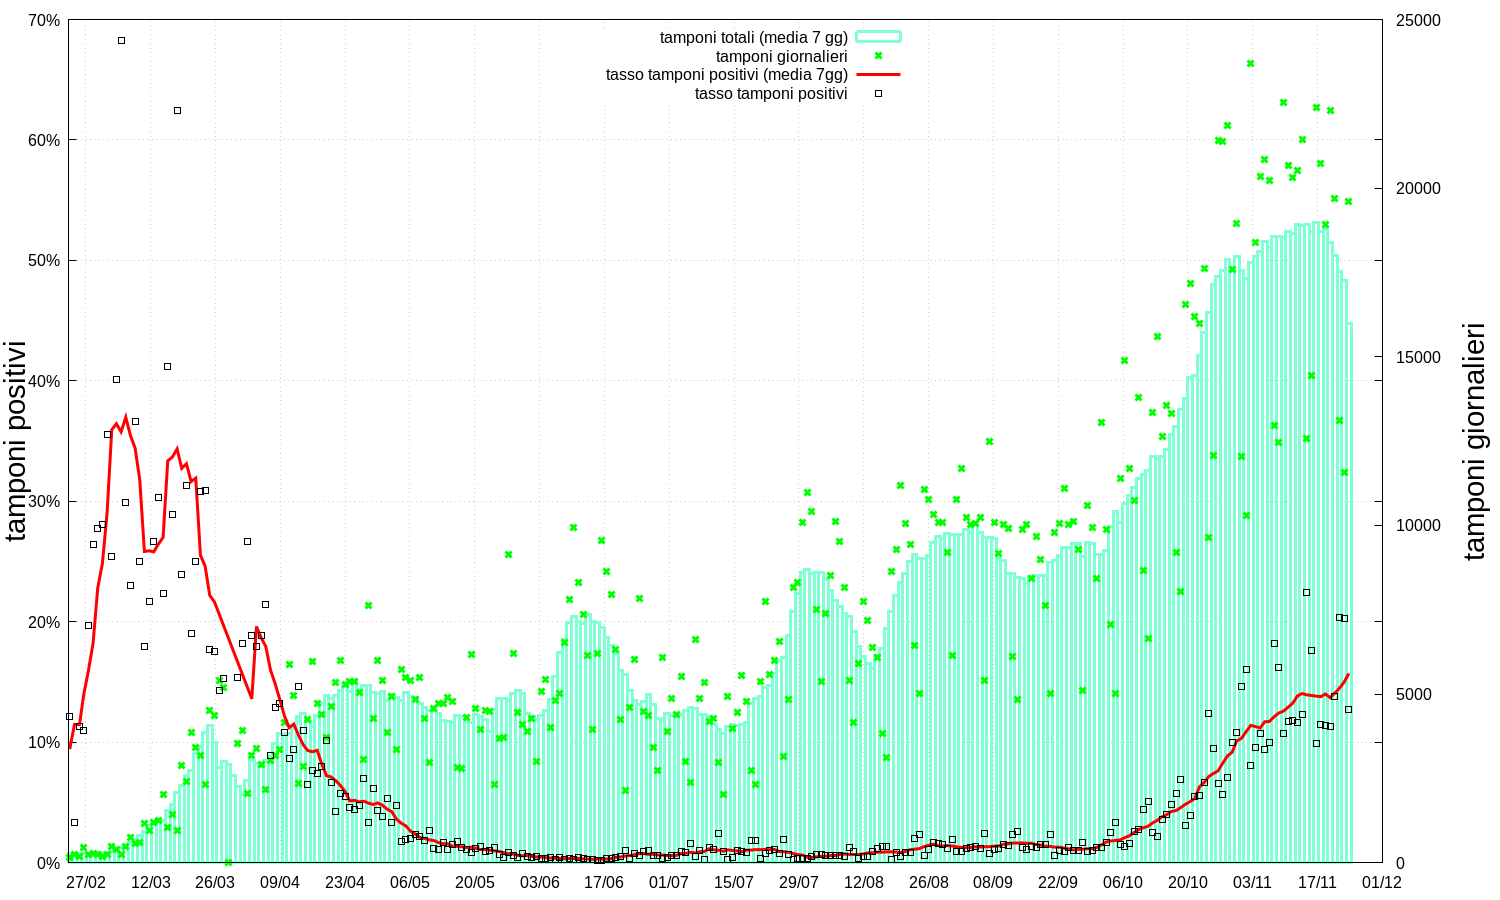 tamponi totali (media 7 gg)
tamponi giornalieri
tasso tamponi positivi (media 7gg)
tasso tamponi positivi
70%
60%
50%
40%
30%
20%
10%
0%
tamponi positivi
25000
20000
15000
10000
5000
0
tamponi giornalieri
27/02 12/03 26/03 09/04 23/04 06/05 20/05 03/06 17/06 01/07 15/07 29/07 12/08 26/08 08/09 22/09 06/10 20/10 03/11 17/11 01/12